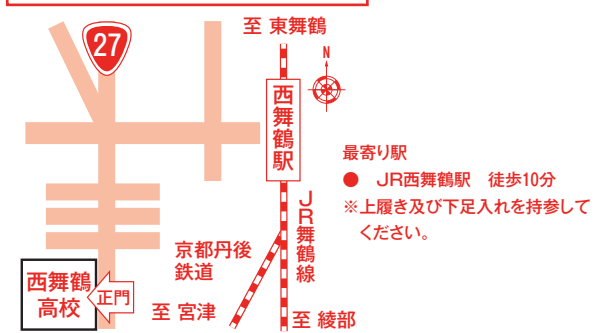 至 東舞鶴
27
N
西舞鶴駅
最寄り駅
● JR西舞鶴駅 徒歩10分
※上履き及び下足入れを持参して
ください。
JR舞鶴線
京都丹後
鉄道
西舞鶴
高校
正門
至 宮津
至 綾部